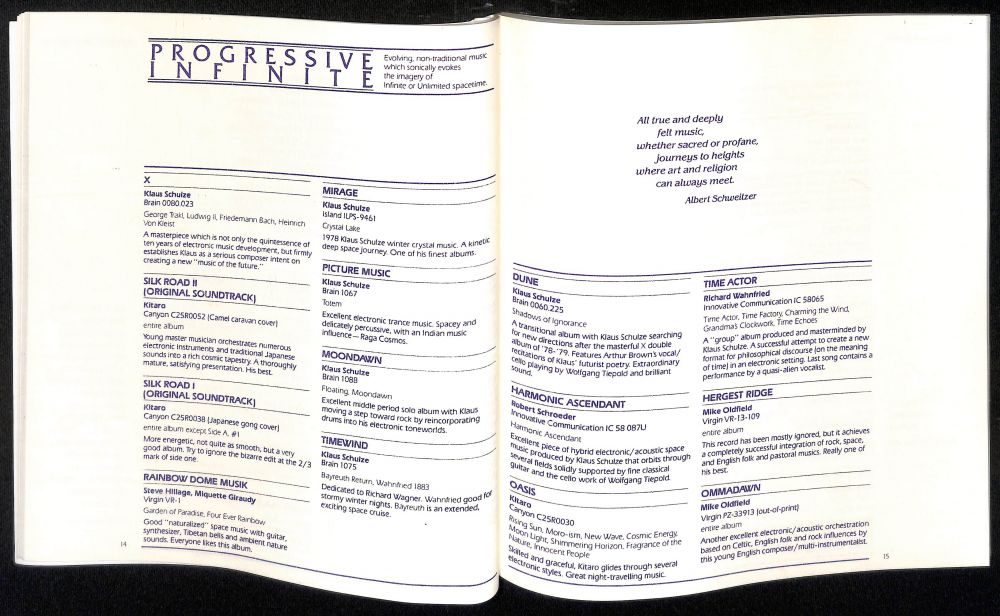 PROGRESSIVE
INFINITE
Evolving, non-traditional music
which sonically evokes
the imagery of
Infinite or Unlimited spacetime.
X
Klaus Schulze
Brain 0080.023
George Trakl, Ludwig II, Friedemann Bach, Heinrich
Von Kleist
A masterpiece which is not only the quintessence of
ten years of electronic music development, but firmly
establishes Klaus as a serious composer intent on
creating a new "music of the future."
SILK ROAD II
(ORIGINAL SOUNDTRACK)
Kitaro
Canyon C25R0052 (Camel caravan cover)
entire album
Young master musician orchestrates numerous
electronic instruments and traditional Japanese
sounds into a rich cosmic tapestry. A thoroughly
mature, satisfying presentation. His best.
SILK ROAD I
(ORIGINAL SOUNDTRACK)
Kitaro
Canyon C25R0038 (Japanese gong cover)
entire album except Side A, #1
More energetic, not quite as smooth, but a very
good album. Try to ignore the bizarre edit at the 2/3
mark of side one.
RAINBOW DOME MUSIK
Steve Hillage, Miquette Giraudy
Virgin VR-1
Garden of Paradise, Four Ever Rainbow
Good "naturalized" space music with guitar,
synthesizer, Tibetan bells and ambient nature
sounds. Everyone likes this album.
14
MIRAGE
Klaus Schulze
Island ILPS-9461
Crystal Lake
1978 Klaus Schulze winter crystal music. A kinetic
deep space journey. One of his finest albums.
PICTURE MUSIC
Klaus Schulze
Brain 1067
Totem
Excellent electronic trance music. Spacey and
delicately percussive, with an Indian music
influence — Raga Cosmos.
MOONDAWN
Klaus Schulze
Brain 1088
Floating, Moondawn
Excellent middle period solo album with Klaus
moving a step toward rock by reincorporating
drums into his electronic toneworlds.
TIMEWIND
Klaus Schulze
Brain 1075
Bayreuth Return, Wahnfried 1883
Dedicated to Richard Wagner. Wahnfried good for
stormy winter nights. Bayreuth is an extended,
exciting space cruise.
All true and deeply
felt music,
whether sacred or profane,
journeys to heights
where art and religion
can always meet.
Albert Schweitzer
DUNE
Klaus Schulze
Brain 0060.225
Shadows of Ignorance
A transitional album with Klaus Schulze searching
for new directions after the masterful X double
album of '78-'79. Features Arthur Brown's vocal/
recitations of Klaus' futurist poetry. Extraordinary
cello playing by Wolfgang Tiepold and brilliant
sound.
HARMONIC ASCENDANT
Robert Schroeder
Innovative Communication IC 58 087U
Harmonic Ascendant
Excellent piece of hybrid electronic/acoustic space
music produced by Klaus Schulze that orbits through
several fields solidly supported by fine classical
guitar and the cello work of Wolfgang Tiepold.
OASIS
Kitaro
Canyon C25R0030
Rising Sun, Moro-ism, New Wave, Cosmic Energy,
Moon Light, Shimmering Horizon, Fragrance of the
Nature, Innocent People
Skilled and graceful, Kitaro glides through several
electronic styles. Great night-travelling music.
TIME ACTOR
Richard Wahnfried
Innovative Communication IC 58065
Time Actor, Time Factory, Charming the Wind,
Grandma's Clockwork, Time Echoes
A "group" album produced and masterminded by
Klaus Schulze. A successful attempt to create a new
format for philosophical discourse (on the meaning
of time) in an electronic setting. Last song contains a
performance by a quasi-alien vocalist.
HERGEST RIDGE
Mike Oldfield
Virgin VR-13-109
entire album
This record has been mostly ignored, but it achieves
a completely successful integration of rock, space,
and English folk and pastoral musics. Really one of
his best.
OMMADAWN
Mike Oldfield
Virgin PZ-33913 (out-of-print)
entire album
Another excellent electronic/acoustic orchestration
based on Celtic, English folk and rock influences by
this young English composer/multi-instrumentalist.
15